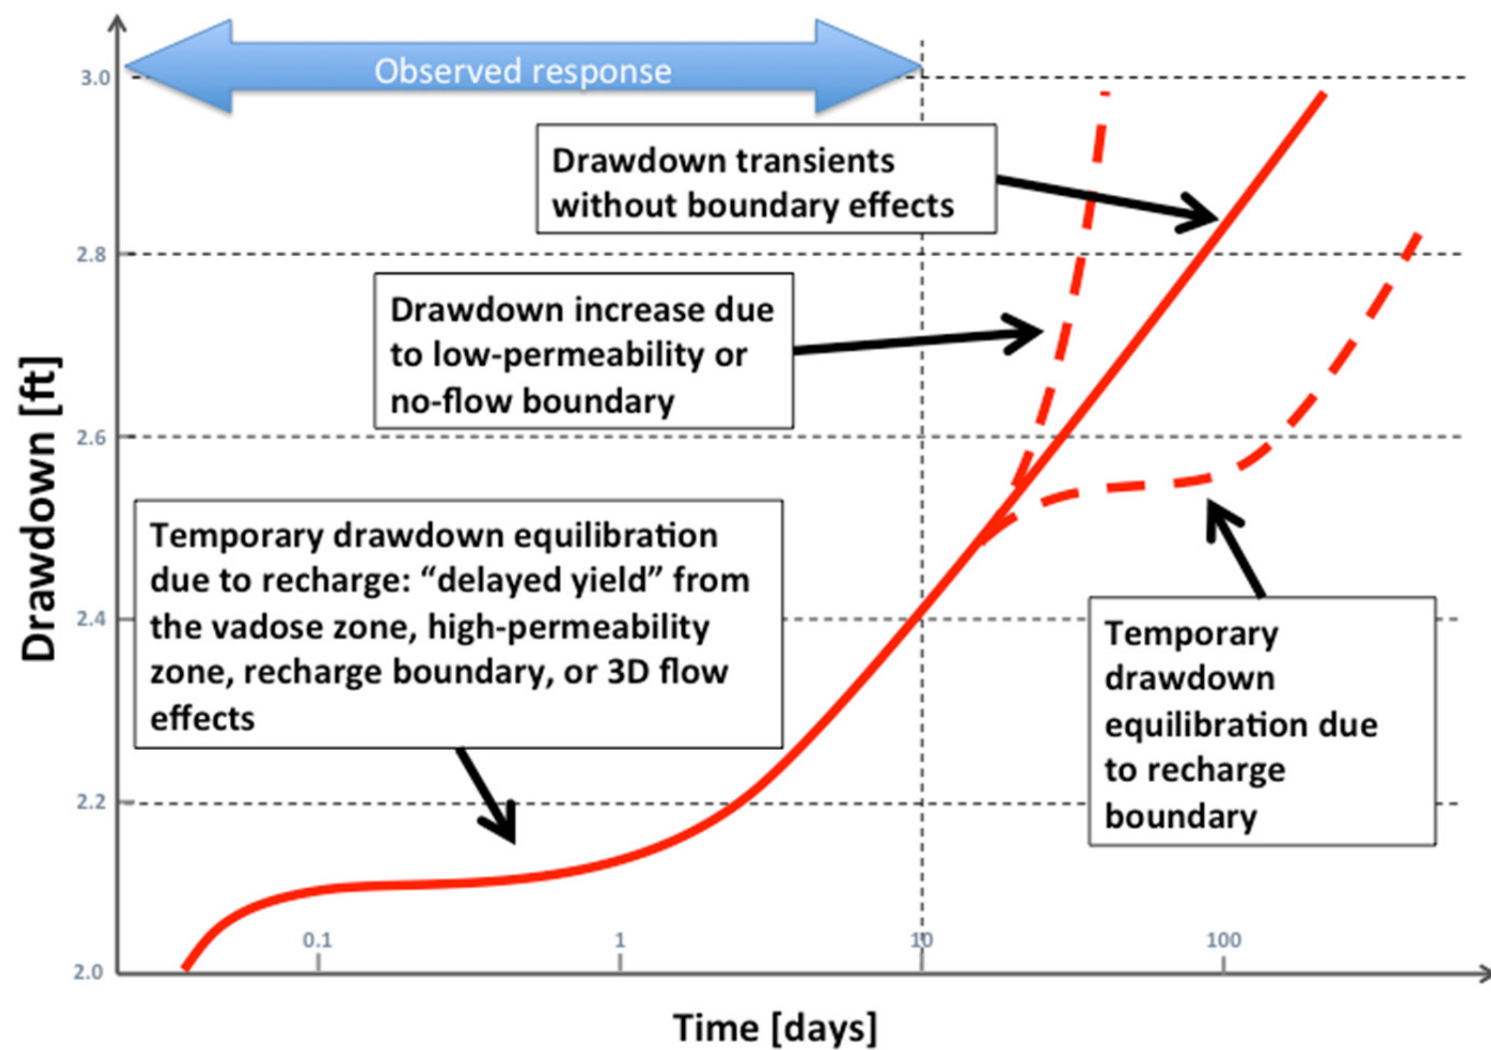 Observed response
3.0
Drawdown transients
without boundary effects
2.8
Drawdown increase due
to low-permeability or
no-flow boundary
2.6
Drawdown [ft]
Temporary drawdown equilibration
due to recharge: “delayed yield” from
the vadose zone, high-permeability
zone, recharge boundary, or 3D flow
effects
2.4
Temporary
drawdown
equilibration due
to recharge
boundary
2.2
0.1
1
10
100
2.0
Time [days]